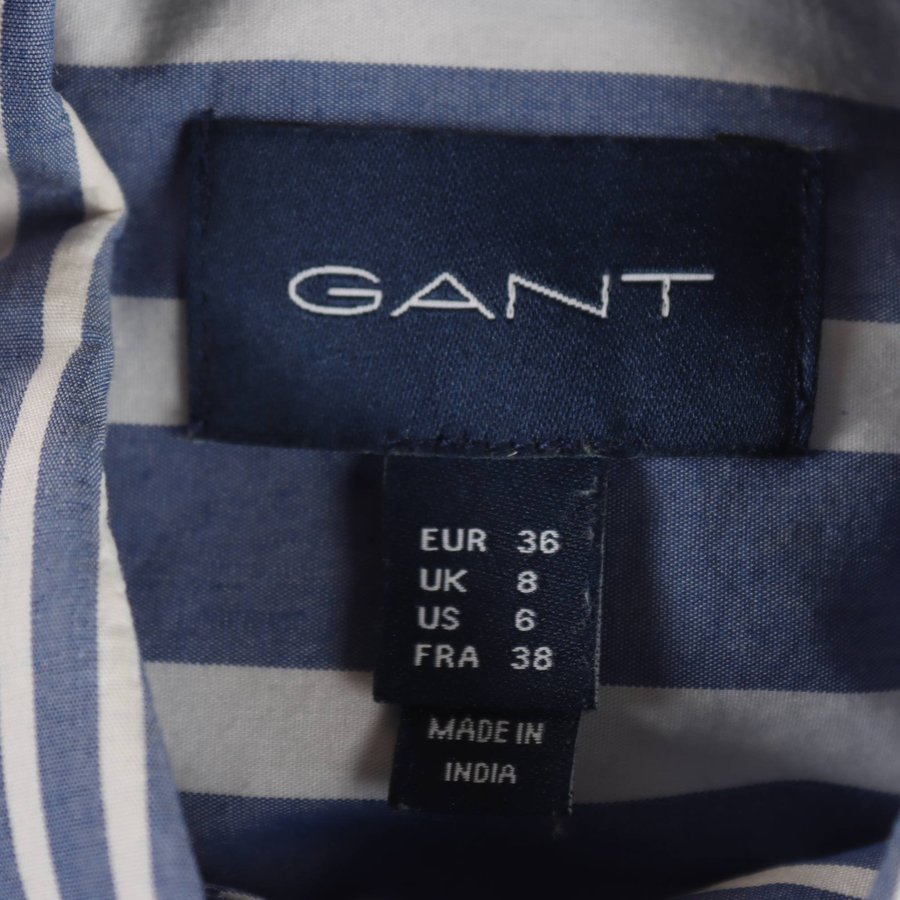 GANT
EUR 36
UK 8
US 6
FRA 38
MADE IN
INDIA